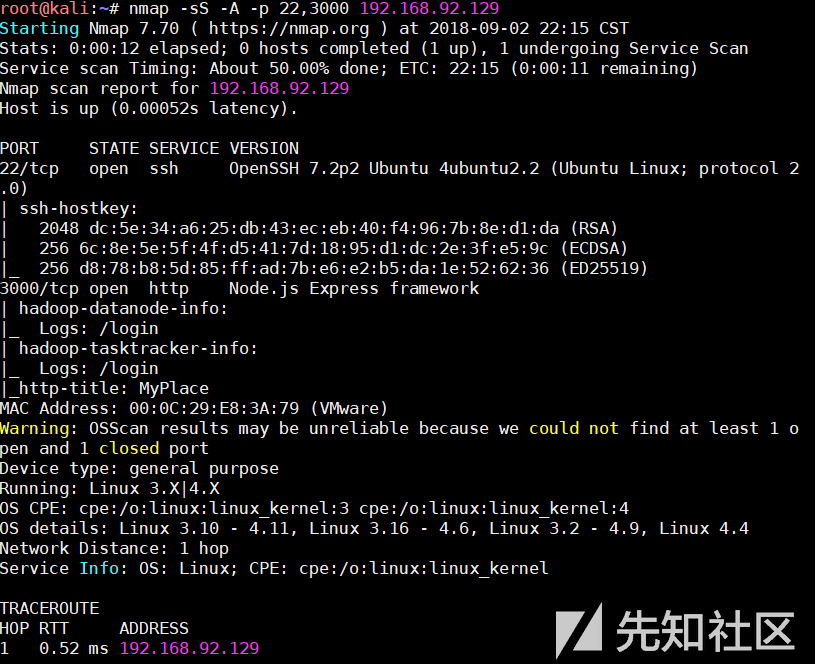 root@kali:~# nmap -sS -A -p 22,3000 192.168.92.129
Starting Nmap 7.70 ( https://nmap.org ) at 2018-09-02 22:15 CST
Stats: 0:00:12 elapsed; 0 hosts completed (1 up), 1 undergoing Service Scan
Service scan Timing: About 50.00% done; ETC: 22:15 (0:00:11 remaining)
Nmap scan report for 192.168.92.129
Host is up (0.00052s latency).
PORT     STATE SERVICE VERSION
22/tcp   open  ssh     OpenSSH 7.2p2 Ubuntu 4ubuntu2.2 (Ubuntu Linux; protocol 2
.0)
| ssh-hostkey:
|   2048 dc:5e:34:a6:25:db:43:ec:eb:40:f4:96:7b:8e:d1:da (RSA)
|   256 6c:8e:5e:5f:4f:d5:41:7d:18:95:d1:dc:2e:3f:e5:9c (ECDSA)
|_  256 d8:78:b8:5d:85:ff:ad:7b:e6:e2:b5:da:1e:52:62:36 (ED25519)
3000/tcp open  http    Node.js Express framework
| hadoop-datanode-info:
|_  Logs: /login
| hadoop-tasktracker-info:
|_  Logs: /login
|_http-title: MyPlace
MAC Address: 00:0C:29:E8:3A:79 (VMware)
Warning: OSScan results may be unreliable because we could not find at least 1 o
pen and 1 closed port
Device type: general purpose
Running: Linux 3.X|4.X
OS CPE: cpe:/o:linux:linux_kernel:3 cpe:/o:linux:linux_kernel:4
OS details: Linux 3.10 - 4.11, Linux 3.16 - 4.6, Linux 3.2 - 4.9, Linux 4.4
Network Distance: 1 hop
Service Info: OS: Linux; CPE: cpe:/o:linux:linux_kernel
TRACEROUTE
HOP RTT     ADDRESS
1   0.52 ms 192.168.92.129
先知社区